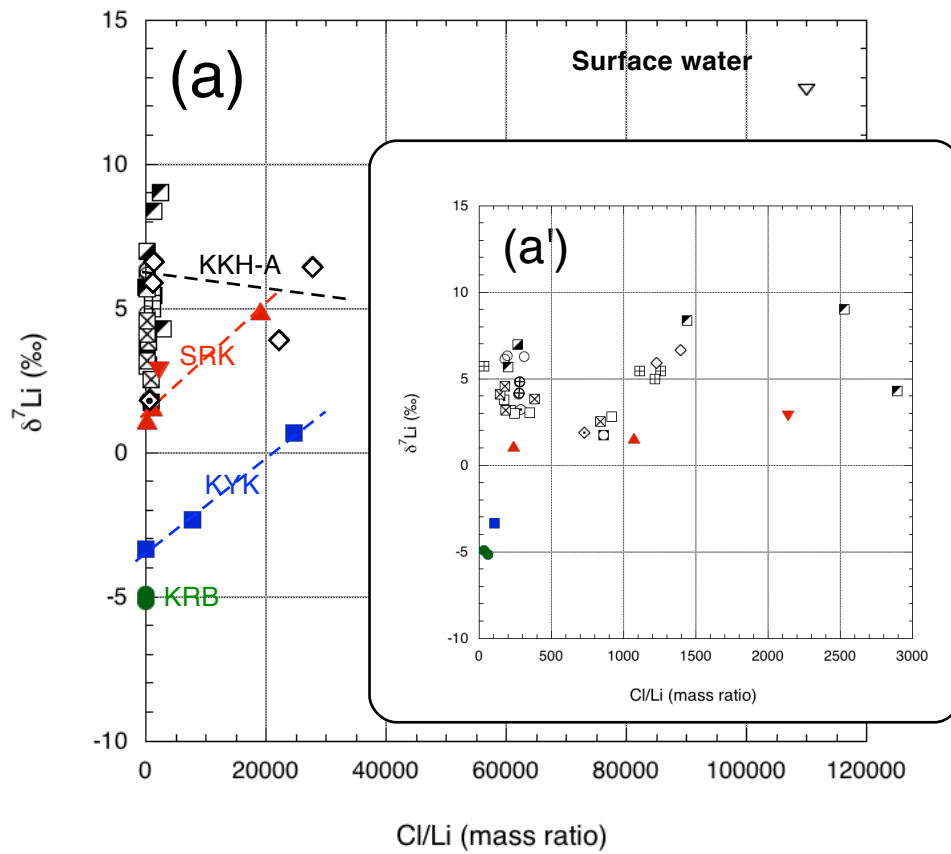 (a)
Surface water
15
10
5
0
-5
-10
δ⁷Li (‰)
KKH-A
SRK
KYK
KRB
(a')
15
10
5
0
-5
-10
δ⁷Li (‰)
0 500 1000 1500 2000 2500 3000
Cl/Li (mass ratio)
0 20000 40000 60000 80000 100000 120000
Cl/Li (mass ratio)